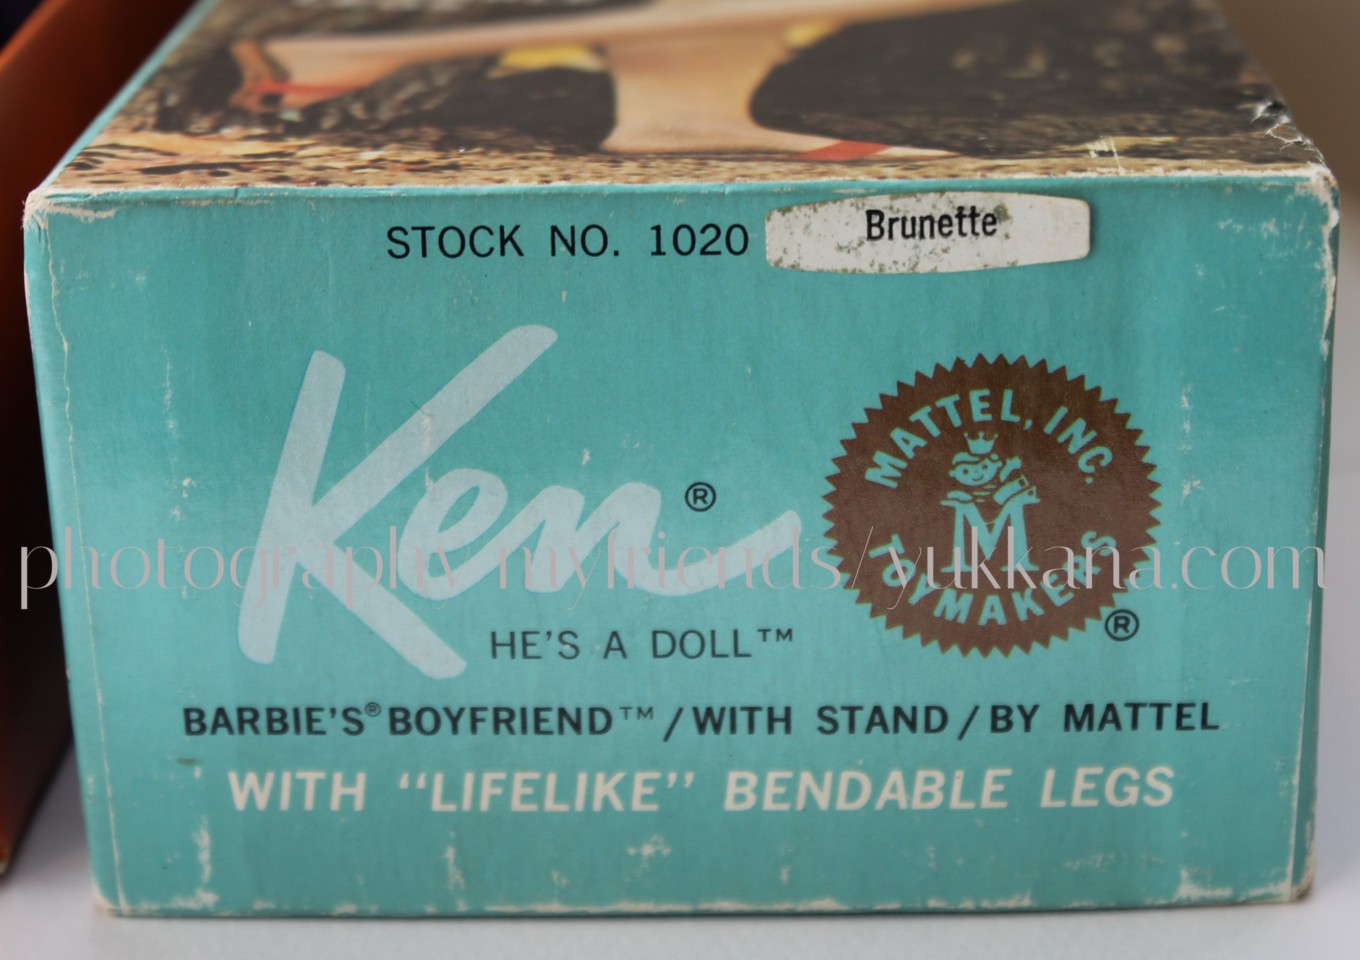 STOCK NO. 1020 Brunette
Ken®
MATTEL, INC.
M
TOYMAKERS
®
HE'S A DOLL™
BARBIE'S® BOYFRIEND™ / WITH STAND / BY MATTEL
WITH “LIFELIKE” BENDABLE LEGS
photography myfriends/yukkana.com